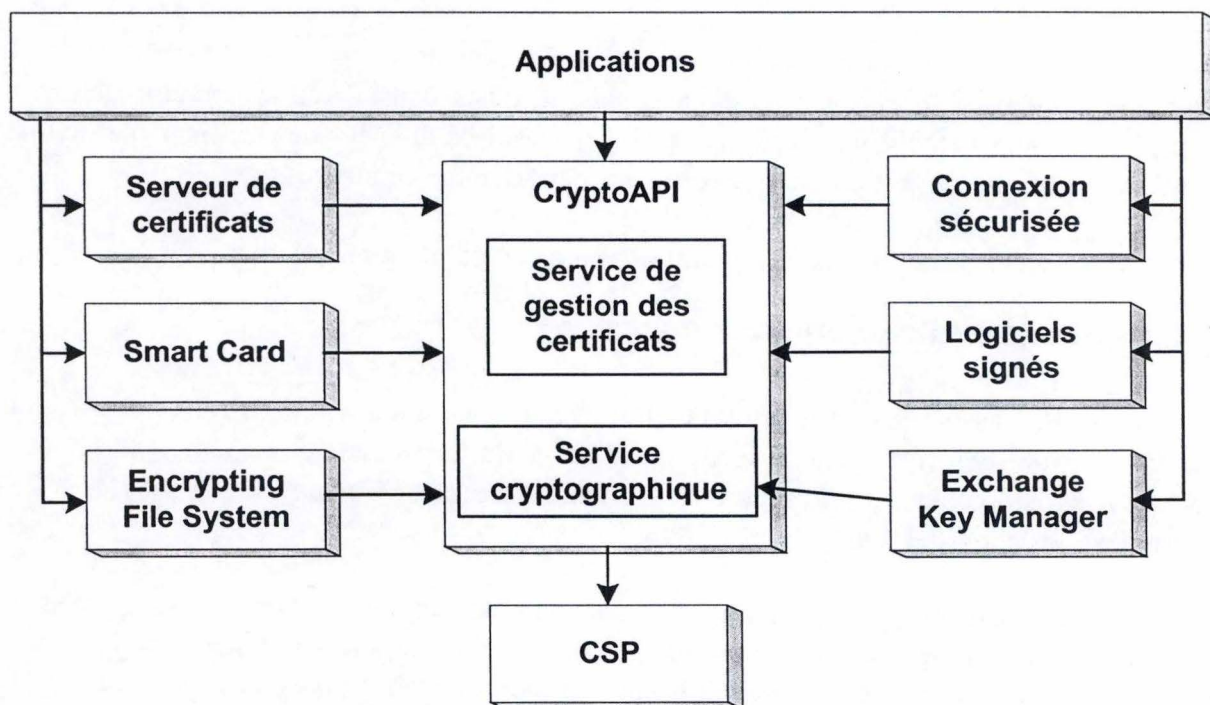 Applications
Serveur de
certificats
CryptoAPI
Connexion
sécurisée
Service de
gestion des
certificats
Smart Card
Logiciels
signés
Encrypting
File System
Service
cryptographique
Exchange
Key Manager
CSP